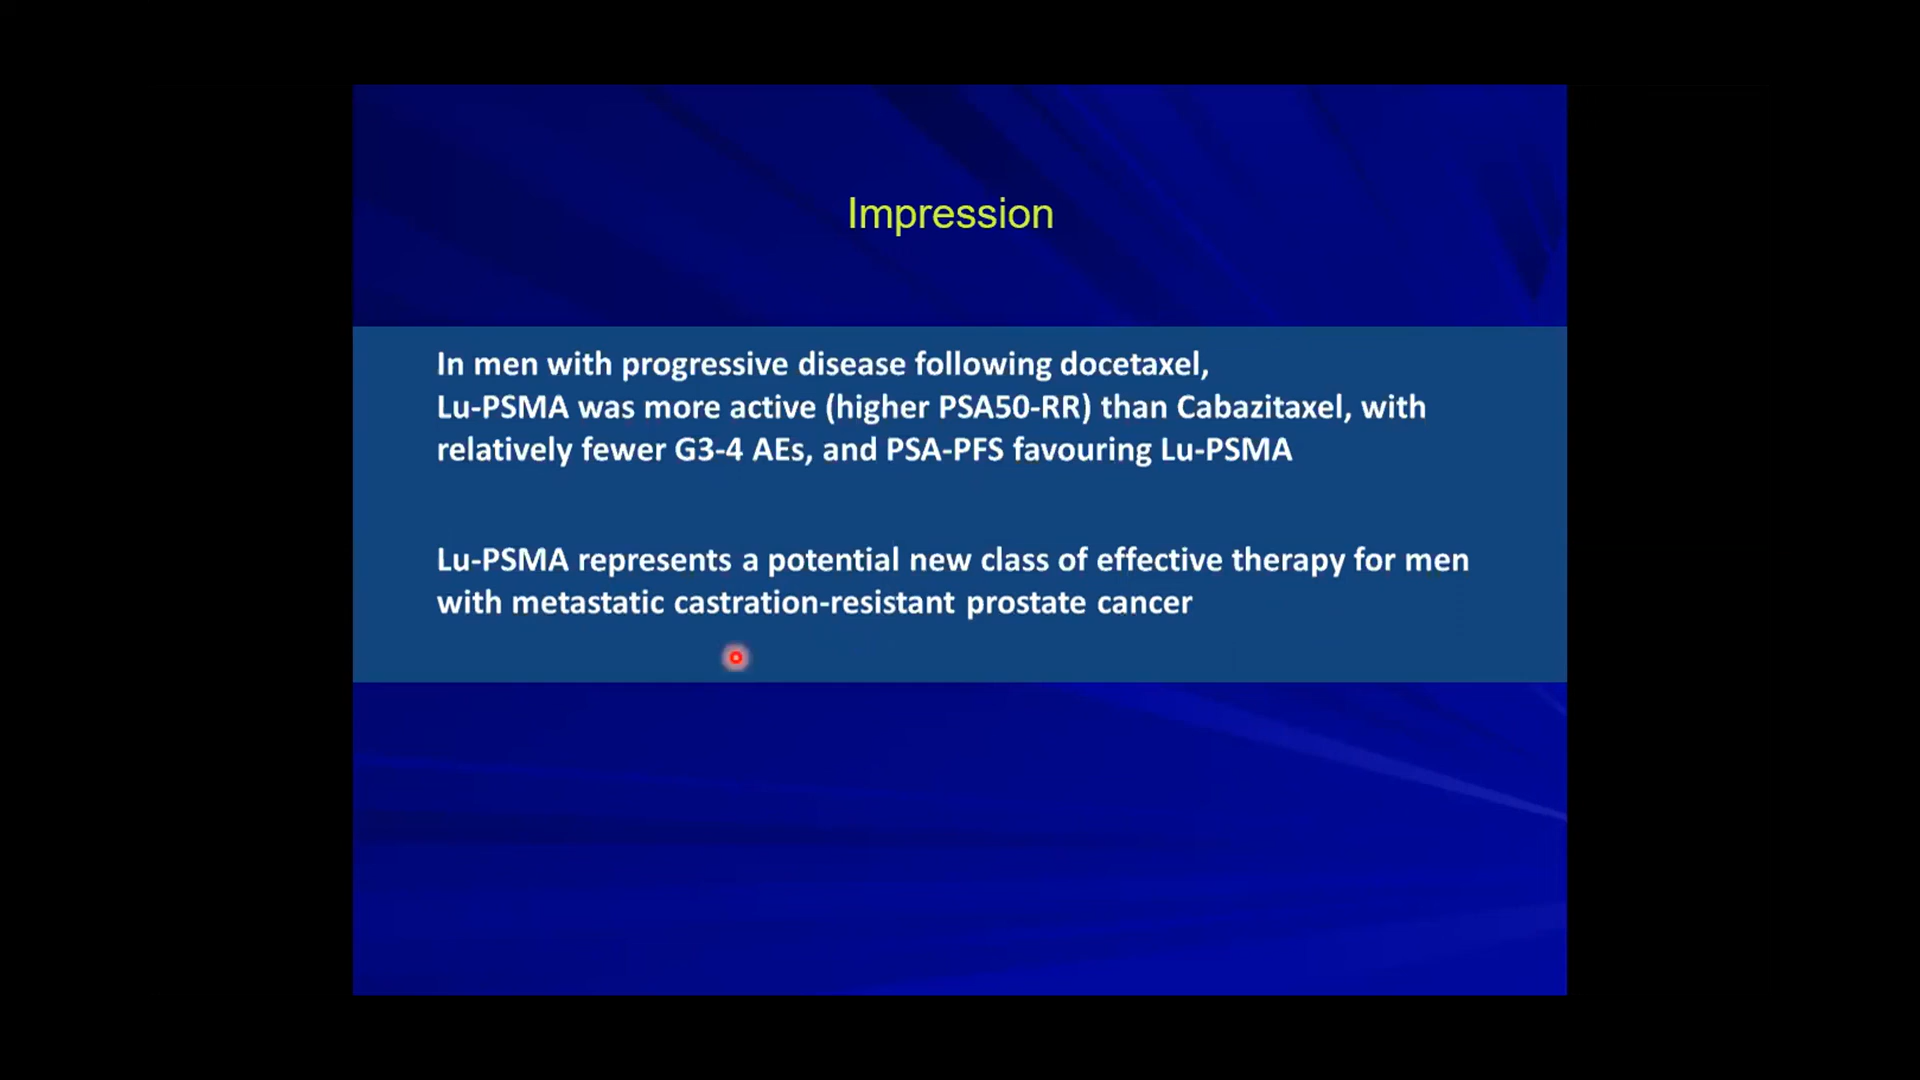 Impression
In men with progressive disease following docetaxel,
Lu-PSMA was more active (higher PSA50-RR) than Cabazitaxel, with
relatively fewer G3-4 AEs, and PSA-PFS favouring Lu-PSMA
Lu-PSMA represents a potential new class of effective therapy for men
with metastatic castration-resistant prostate cancer